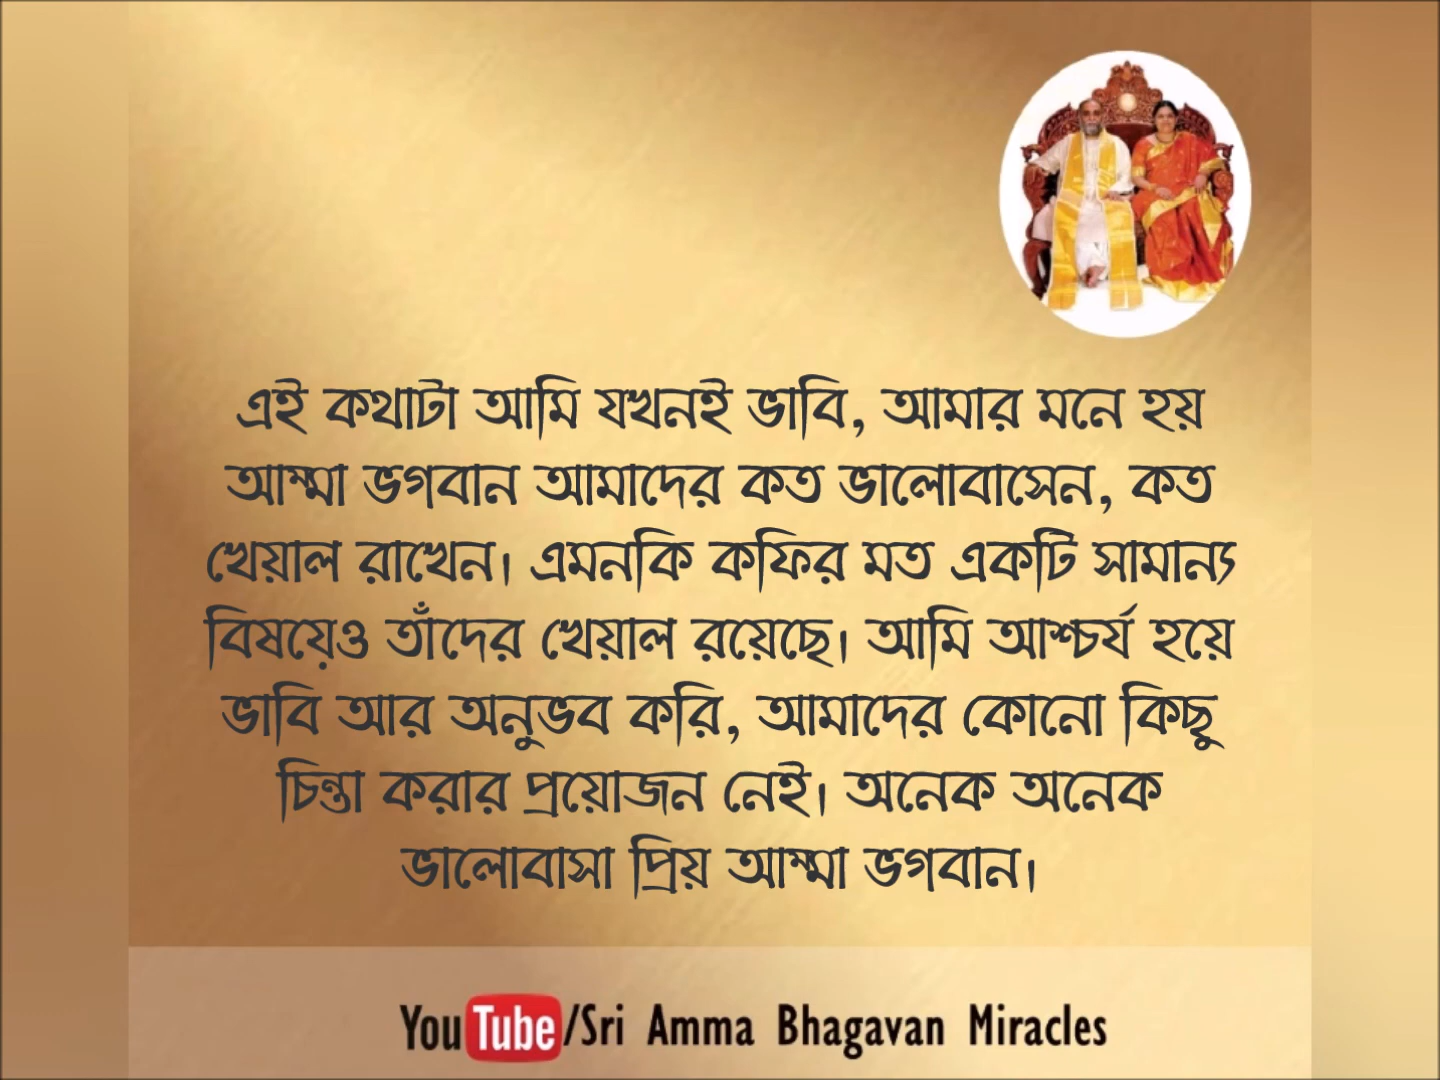 এই কথাটা আমি যখনই ভাবি, আমার মনে হয়
আম্মা ভগবান আমাদের কত ভালোবাসেন, কত
খেয়াল রাখেন। এমনকি কফির মত একটি সামান্য
বিষয়েও তাঁদের খেয়াল রয়েছে। আমি আশ্চর্য হয়ে
ভাবি আর অনুভব করি, আমাদের কোনো কিছু
চিন্তা করার প্রয়োজন নেই। অনেক অনেক
ভালোবাসা প্রিয় আম্মা ভগবান।
YouTube/Sri Amma Bhagavan Miracles